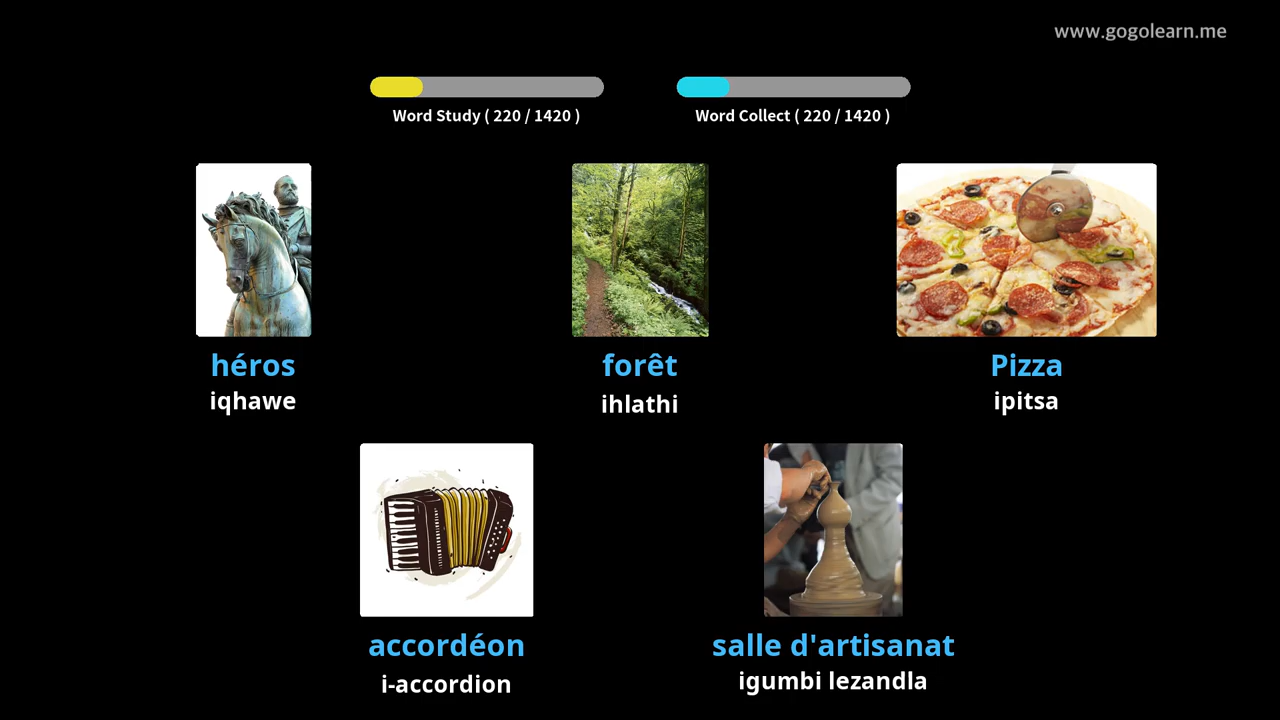 www.gogolearn.me
Word Study ( 220 / 1420 )
Word Collect ( 220 / 1420 )
héros
iqhawe
forêt
ihlathi
Pizza
ipitsa
accordéon
i-accordion
salle d'artisanat
igumbi lezandla